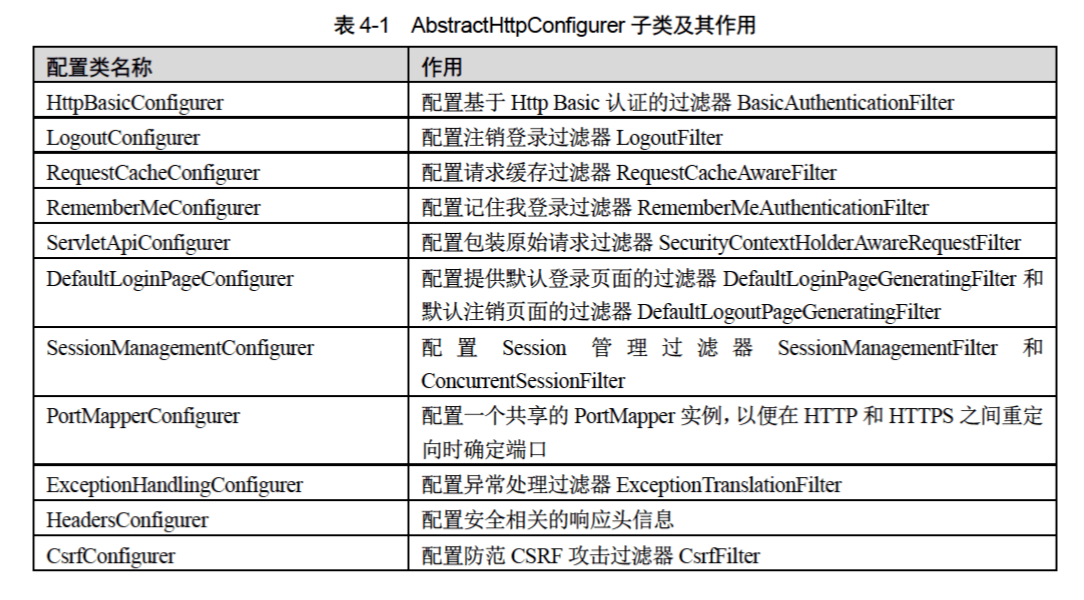 表 4-1 AbstractHttpConfigurer 子类及其作用
配置类名称 作用
HttpBasicConfigurer 配置基于 Http Basic 认证的过滤器 BasicAuthenticationFilter
LogoutConfigurer 配置注销登录过滤器 LogoutFilter
RequestCacheConfigurer 配置请求缓存过滤器 RequestCacheAwareFilter
RememberMeConfigurer 配置记住我登录过滤器 RememberMeAuthenticationFilter
ServletApiConfigurer 配置包装原始请求过滤器 SecurityContextHolderAwareRequestFilter
DefaultLoginPageConfigurer 配置提供默认登录页面的过滤器 DefaultLoginPageGeneratingFilter 和
默认注销页面的过滤器 DefaultLogoutPageGeneratingFilter
SessionManagementConfigurer 配置 Session 管理过滤器 SessionManagementFilter 和
ConcurrentSessionFilter
PortMapperConfigurer 配置一个共享的 PortMapper 实例，以便在 HTTP 和 HTTPS 之间重定
向时确定端口
ExceptionHandlingConfigurer 配置异常处理过滤器 ExceptionTranslationFilter
HeadersConfigurer 配置安全相关的响应头信息
CsrfConfigurer 配置防范 CSRF 攻击过滤器 CsrfFilter